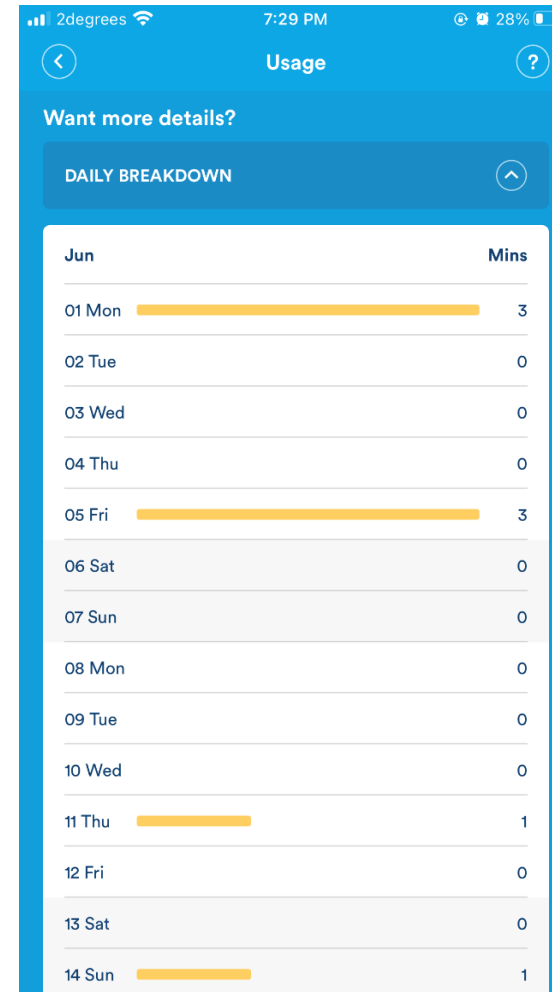 2degrees 7:29 PM 28%
Usage ?
Want more details?
DAILY BREAKDOWN
Jun Mins
01 Mon 3
02 Tue 0
03 Wed 0
04 Thu 0
05 Fri 3
06 Sat 0
07 Sun 0
08 Mon 0
09 Tue 0
10 Wed 0
11 Thu 1
12 Fri 0
13 Sat 0
14 Sun 1